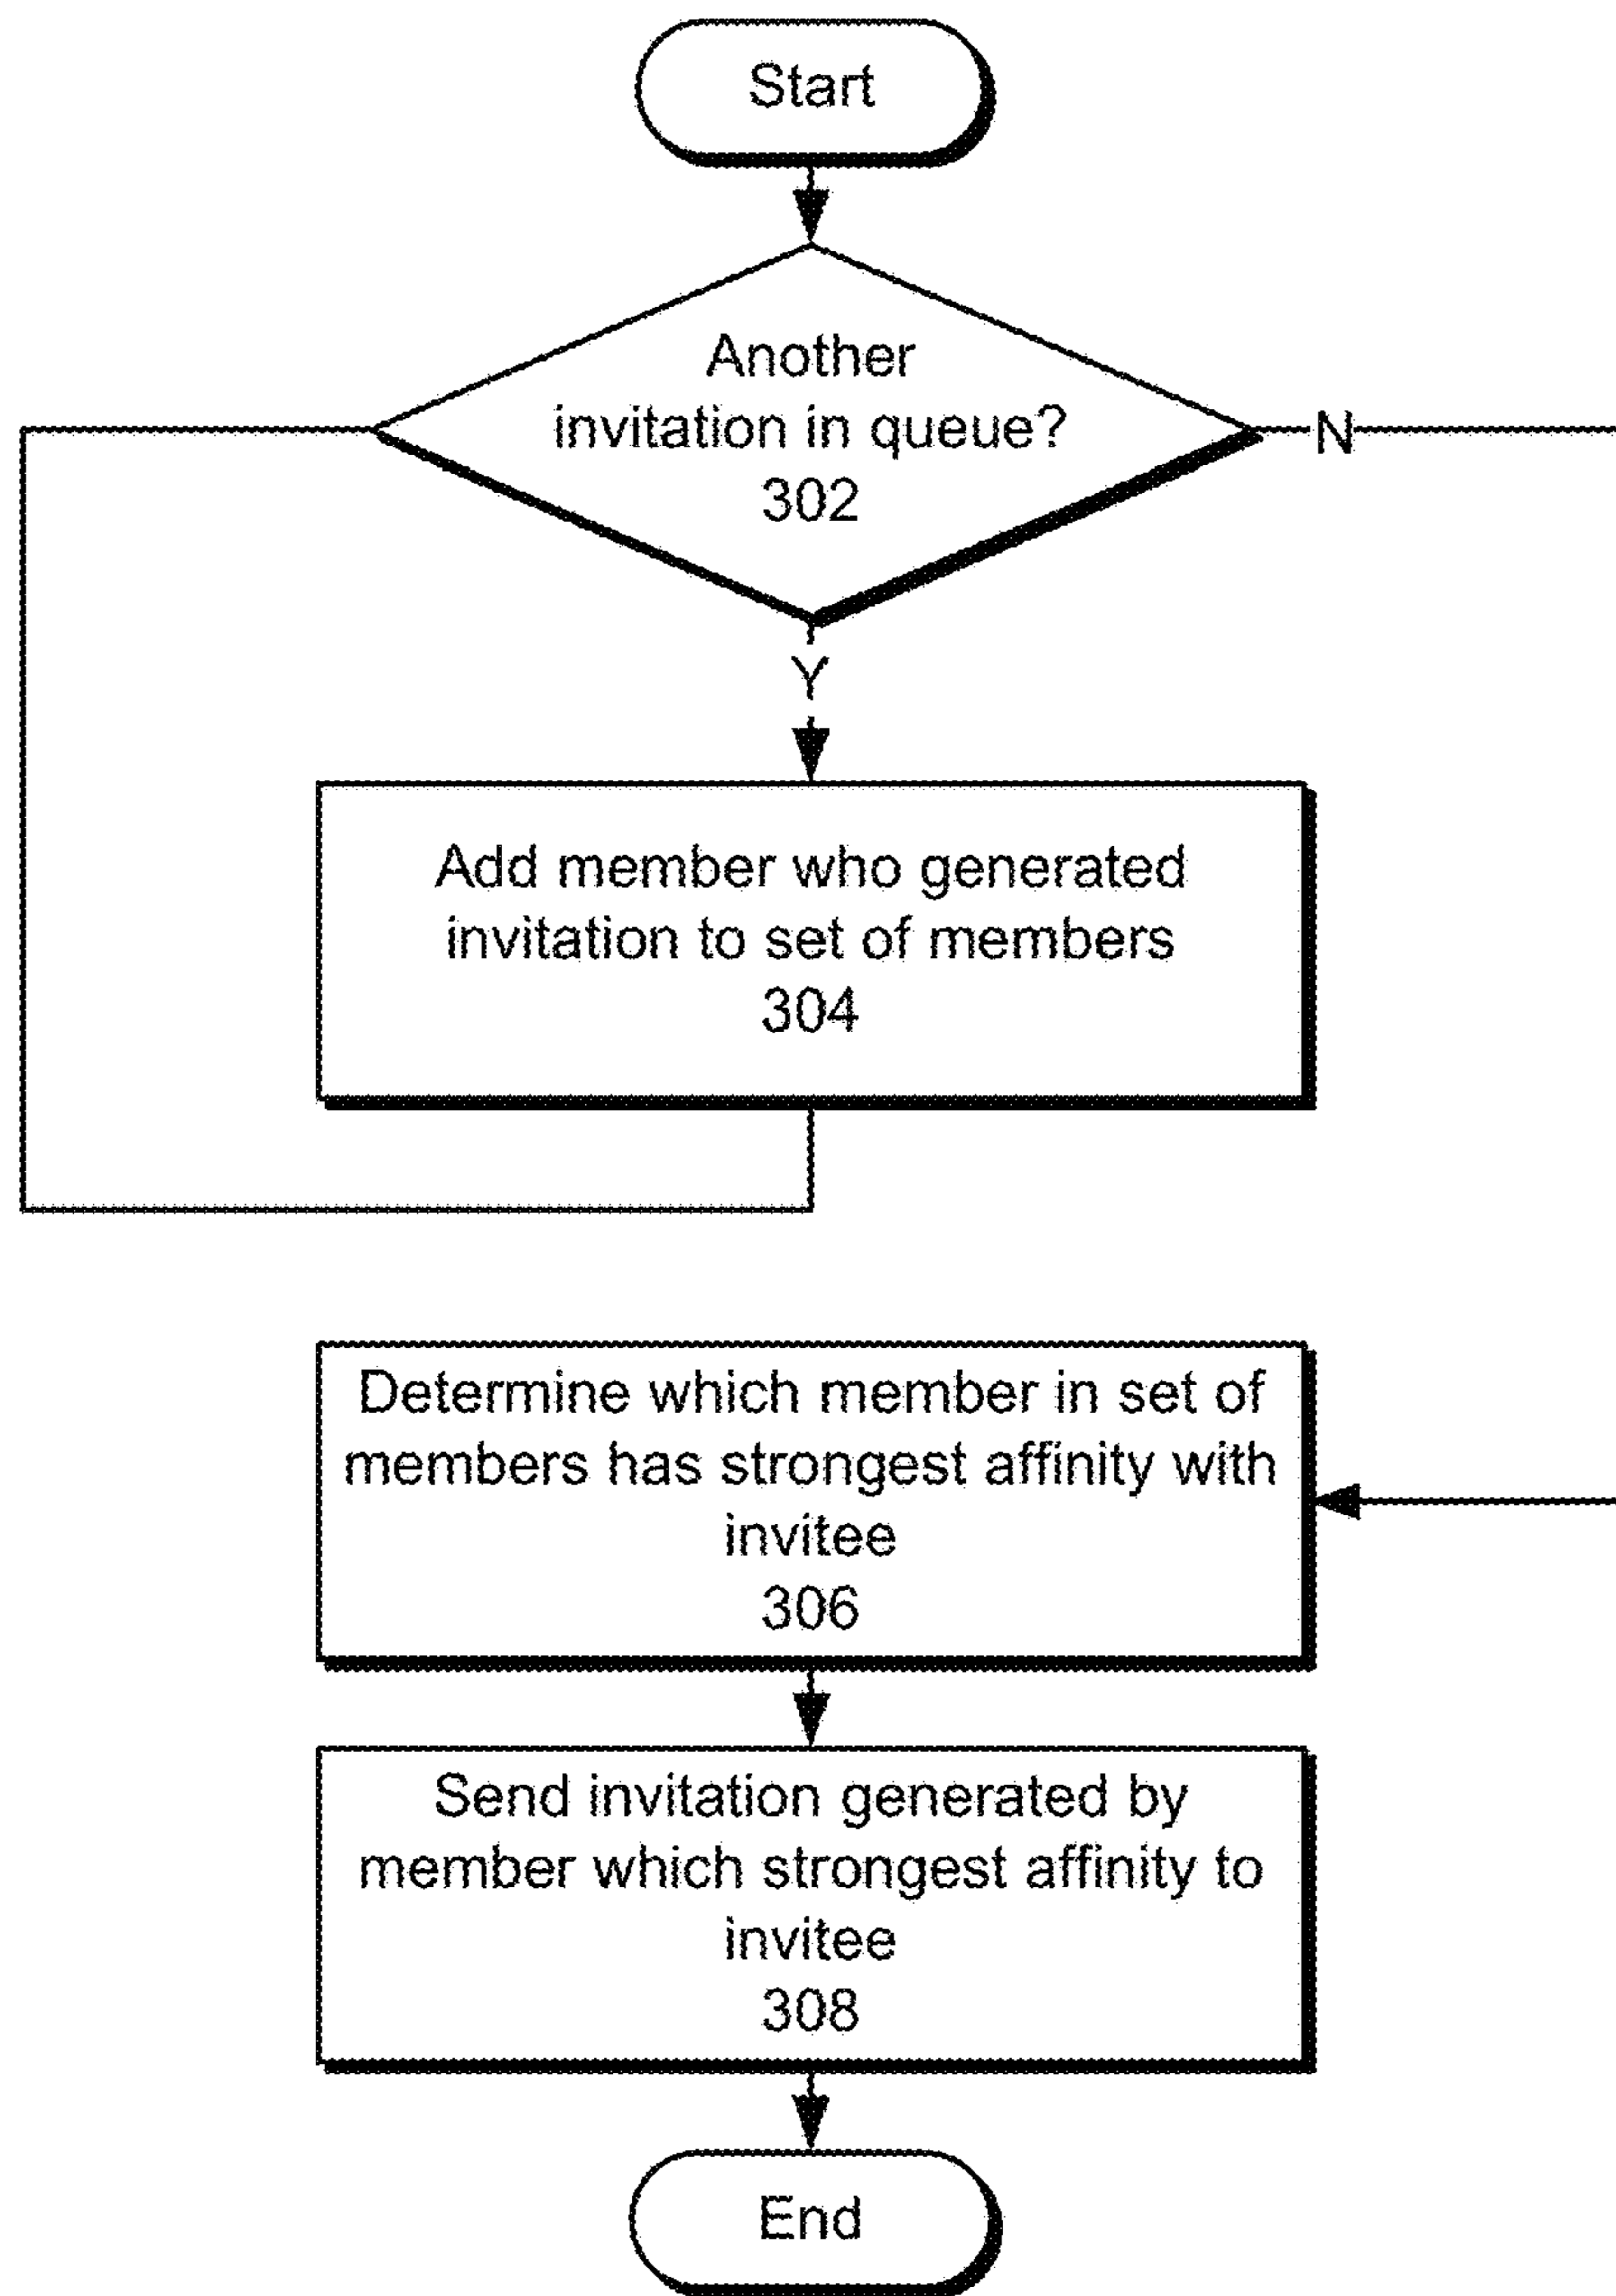 Start
Another
invitation in queue?
302
N
Y
Add member who generated
invitation to set of members
304
Determine which member in set of
members has strongest affinity with
invitee
306
Send invitation generated by
member which strongest affinity to
invitee
308
End